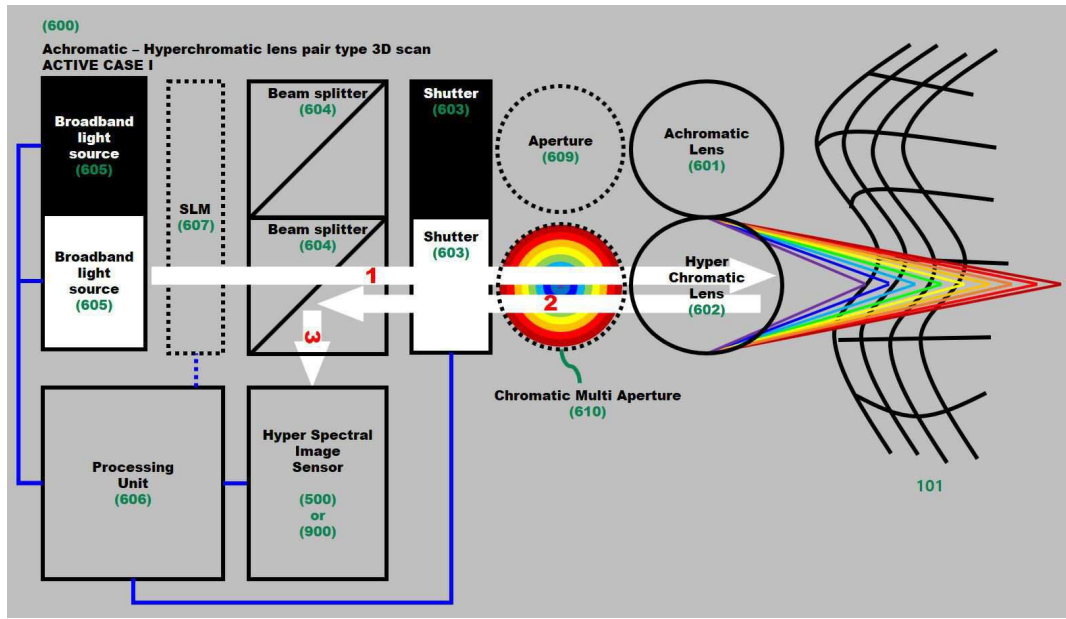 (600)
Achromatic – Hyperchromatic lens pair type 3D scan
ACTIVE CASE I
Broadband
light
source
(605)
SLM
(607)
Beam splitter
(604)
Shutter
(603)
Aperture
(609)
Achromatic
Lens
(601)
Broadband
light
source
(605)
Beam splitter
(604)
Shutter
(603)
Hyper
Chromatic
Lens
(602)
1
2
3
Chromatic Multi Aperture
(610)
Processing
Unit
(606)
Hyper Spectral
Image
Sensor
(500)
or
(900)
101